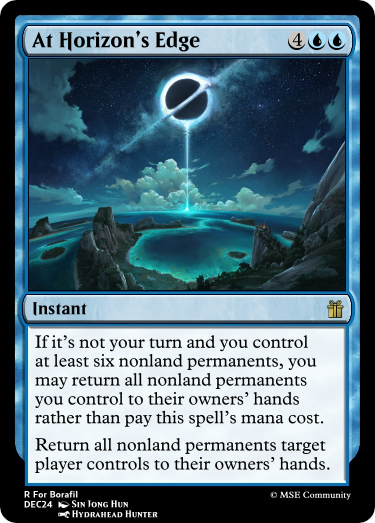 At Horizon's Edge 4
Instant
If it's not your turn and you control
at least six nonland permanents, you
may return all nonland permanents
you control to their owners' hands
rather than pay this spell's mana cost.
Return all nonland permanents target
player controls to their owners' hands.
R For Borafil
DEC24 Sin Jong Hun
Hydrahead Hunter
© MSE Community